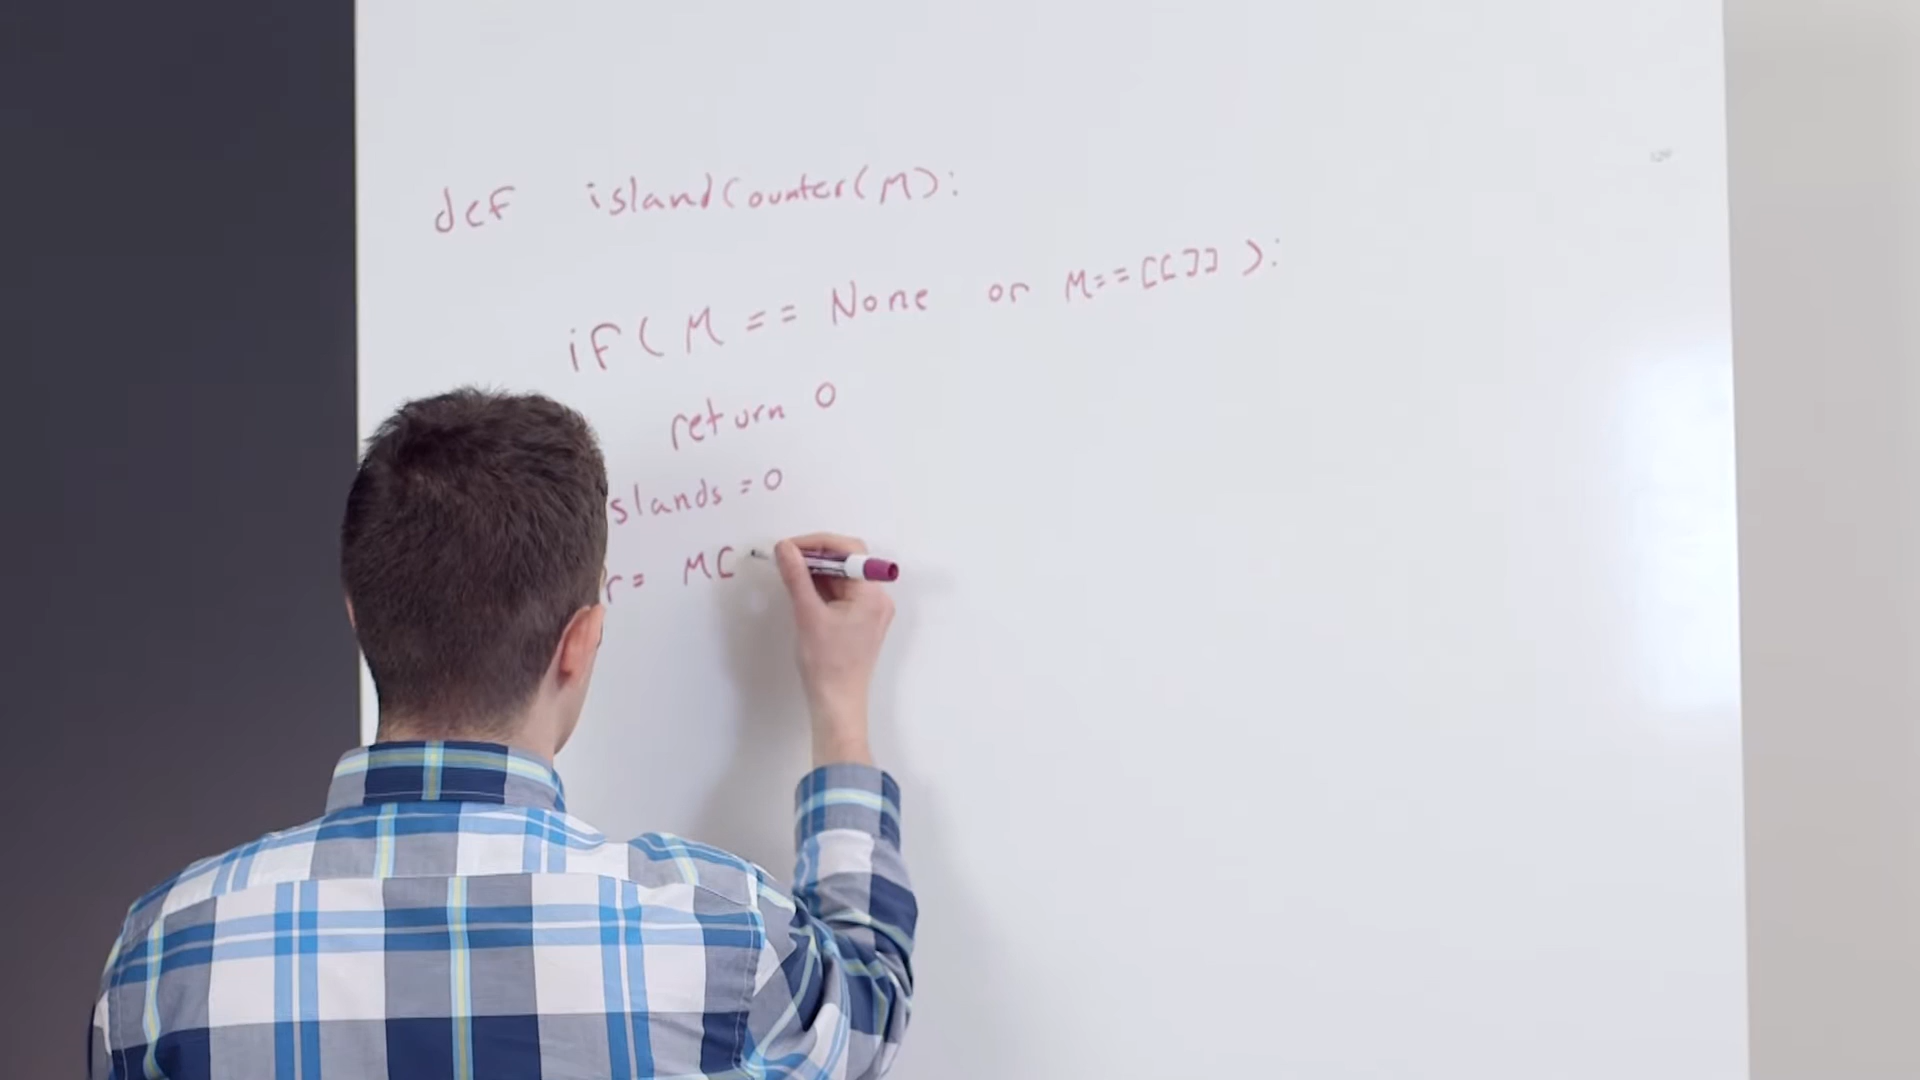 def islandCounter(M):
if( M == None or M==[[]] ):
return 0
slands = 0
r= M[